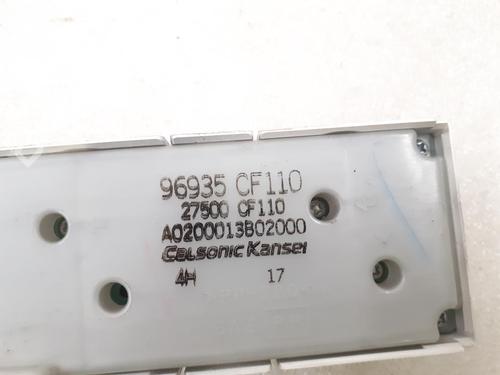 96935 CF110
27500 CF110
A0200013B02000
Calsonic Kansei
4H 17